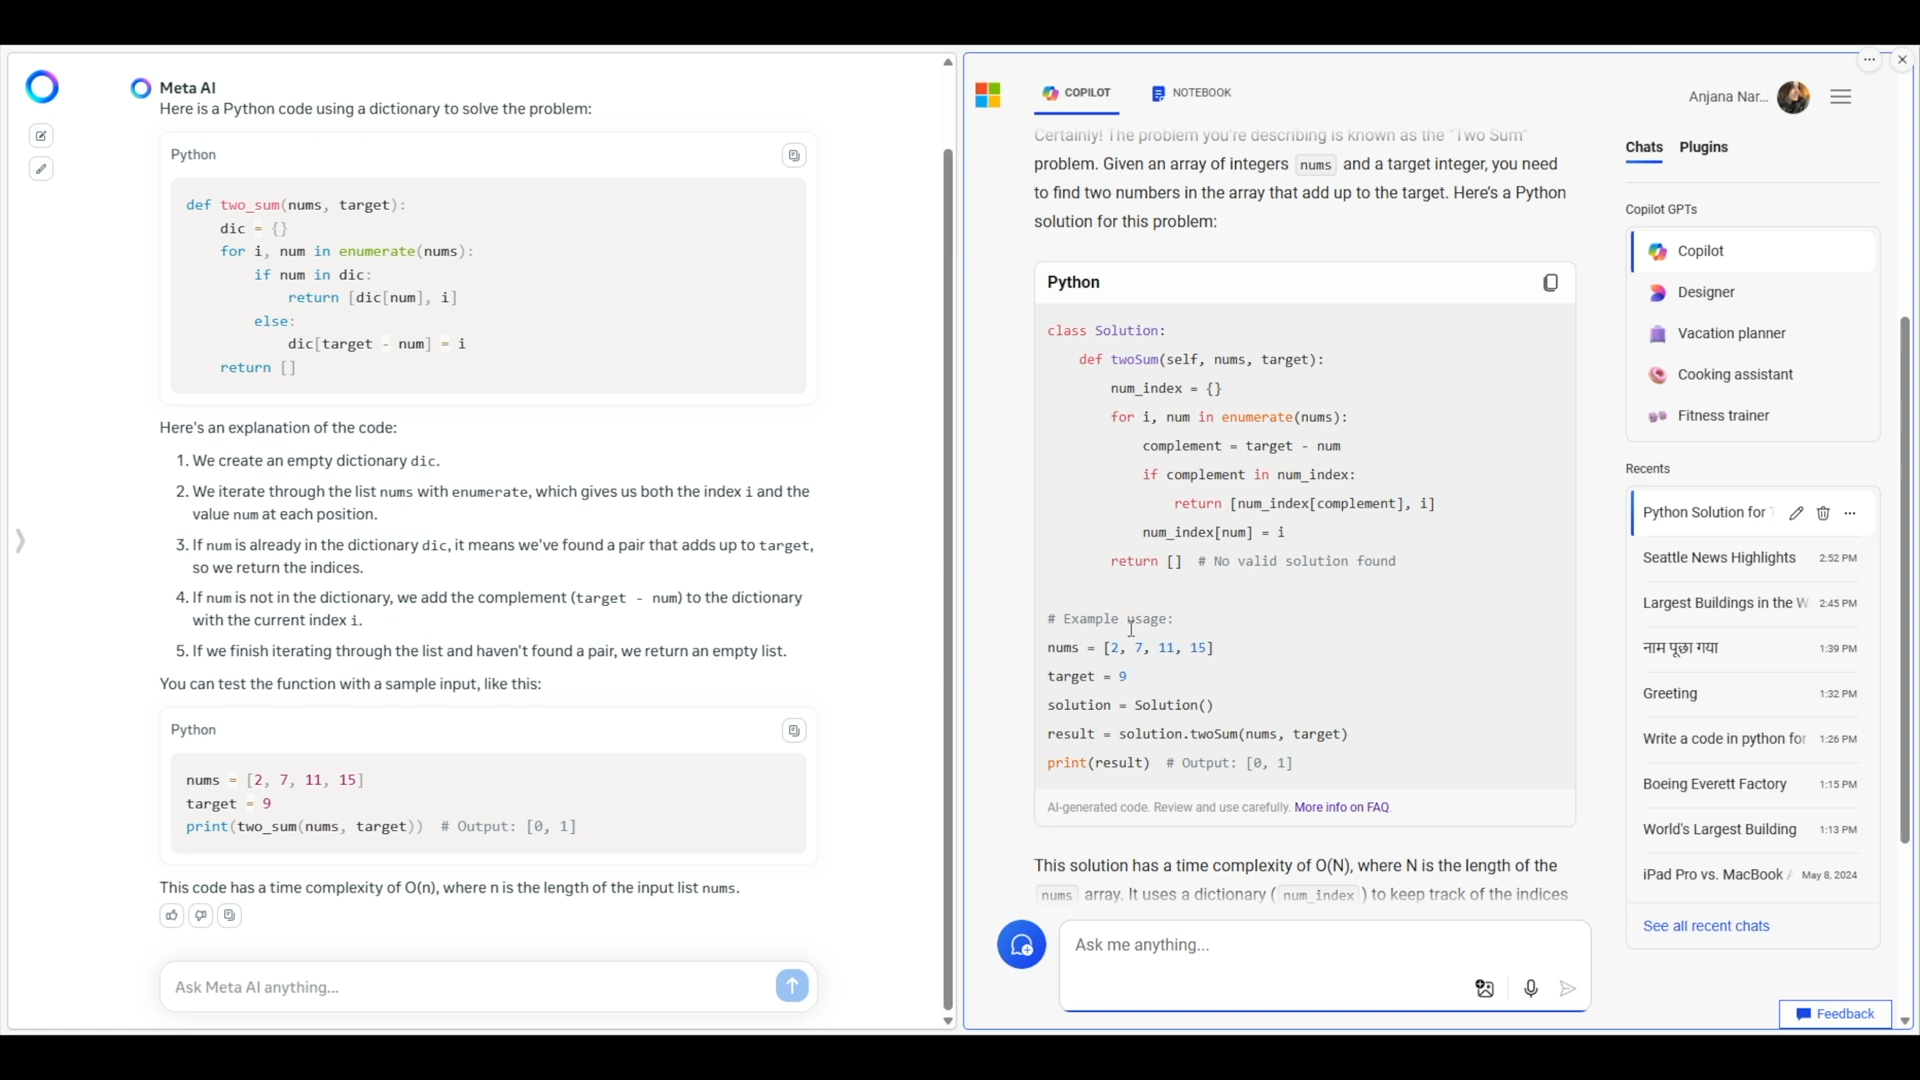 Meta AI
Here is a Python code using a dictionary to solve the problem:
Python
def two_sum(nums, target):
    dic = {}
    for i, num in enumerate(nums):
        if num in dic:
            return [dic[num], i]
        else:
            dic[target - num] = i
    return []
Here's an explanation of the code:
1. We create an empty dictionary dic.
2. We iterate through the list nums with enumerate, which gives us both the index i and the
value num at each position.
3. If num is already in the dictionary dic, it means we've found a pair that adds up to target,
so we return the indices.
4. If num is not in the dictionary, we add the complement (target - num) to the dictionary
with the current index i.
5. If we finish iterating through the list and haven't found a pair, we return an empty list.
You can test the function with a sample input, like this:
Python
nums = [2, 7, 11, 15]
target = 9
print(two_sum(nums, target))  # Output: [0, 1]
This code has a time complexity of O(n), where n is the length of the input list nums.
Ask Meta AI anything...
COPILOT
NOTEBOOK
Anjana Nar...
Certainly! The problem you're describing is known as the "Two Sum"
problem. Given an array of integers nums and a target integer, you need
to find two numbers in the array that add up to the target. Here's a Python
solution for this problem:
Python
class Solution:
    def twoSum(self, nums, target):
        num_index = {}
        for i, num in enumerate(nums):
            complement = target - num
            if complement in num_index:
                return [num_index[complement], i]
            num_index[num] = i
        return []  # No valid solution found
# Example usage:
nums = [2, 7, 11, 15]
target = 9
solution = Solution()
result = solution.twoSum(nums, target)
print(result)  # Output: [0, 1]
AI-generated code. Review and use carefully. More info on FAQ.
This solution has a time complexity of O(N), where N is the length of the
nums array. It uses a dictionary ( num_index ) to keep track of the indices
Ask me anything...
Chats
Plugins
Copilot GPTs
Copilot
Designer
Vacation planner
Cooking assistant
Fitness trainer
Recents
Python Solution for
Seattle News Highlights 2:52 PM
Largest Buildings in the W 2:45 PM
नाम पूछा गया 1:39 PM
Greeting 1:32 PM
Write a code in python for 1:26 PM
Boeing Everett Factory 1:15 PM
World's Largest Building 1:13 PM
iPad Pro vs. MacBook May 8, 2024
See all recent chats
Feedback